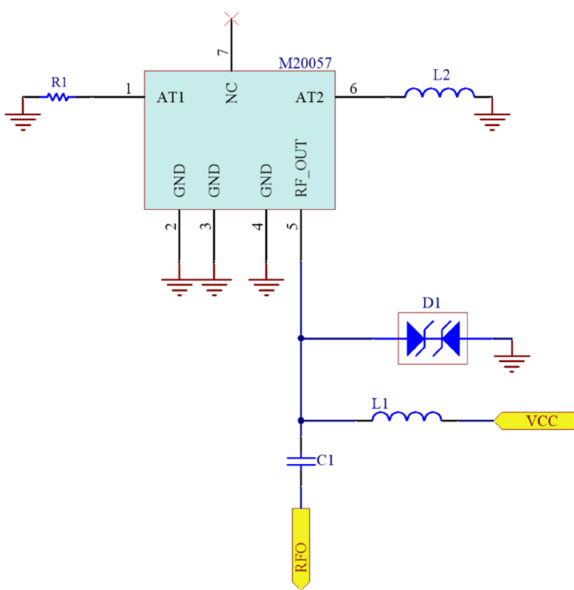 7
M20057
R1
1
AT1
NC
AT2
6
L2
GND
GND
GND
RF_OUT
2
3
4
5
D1
L1
VCC
C1
RFO